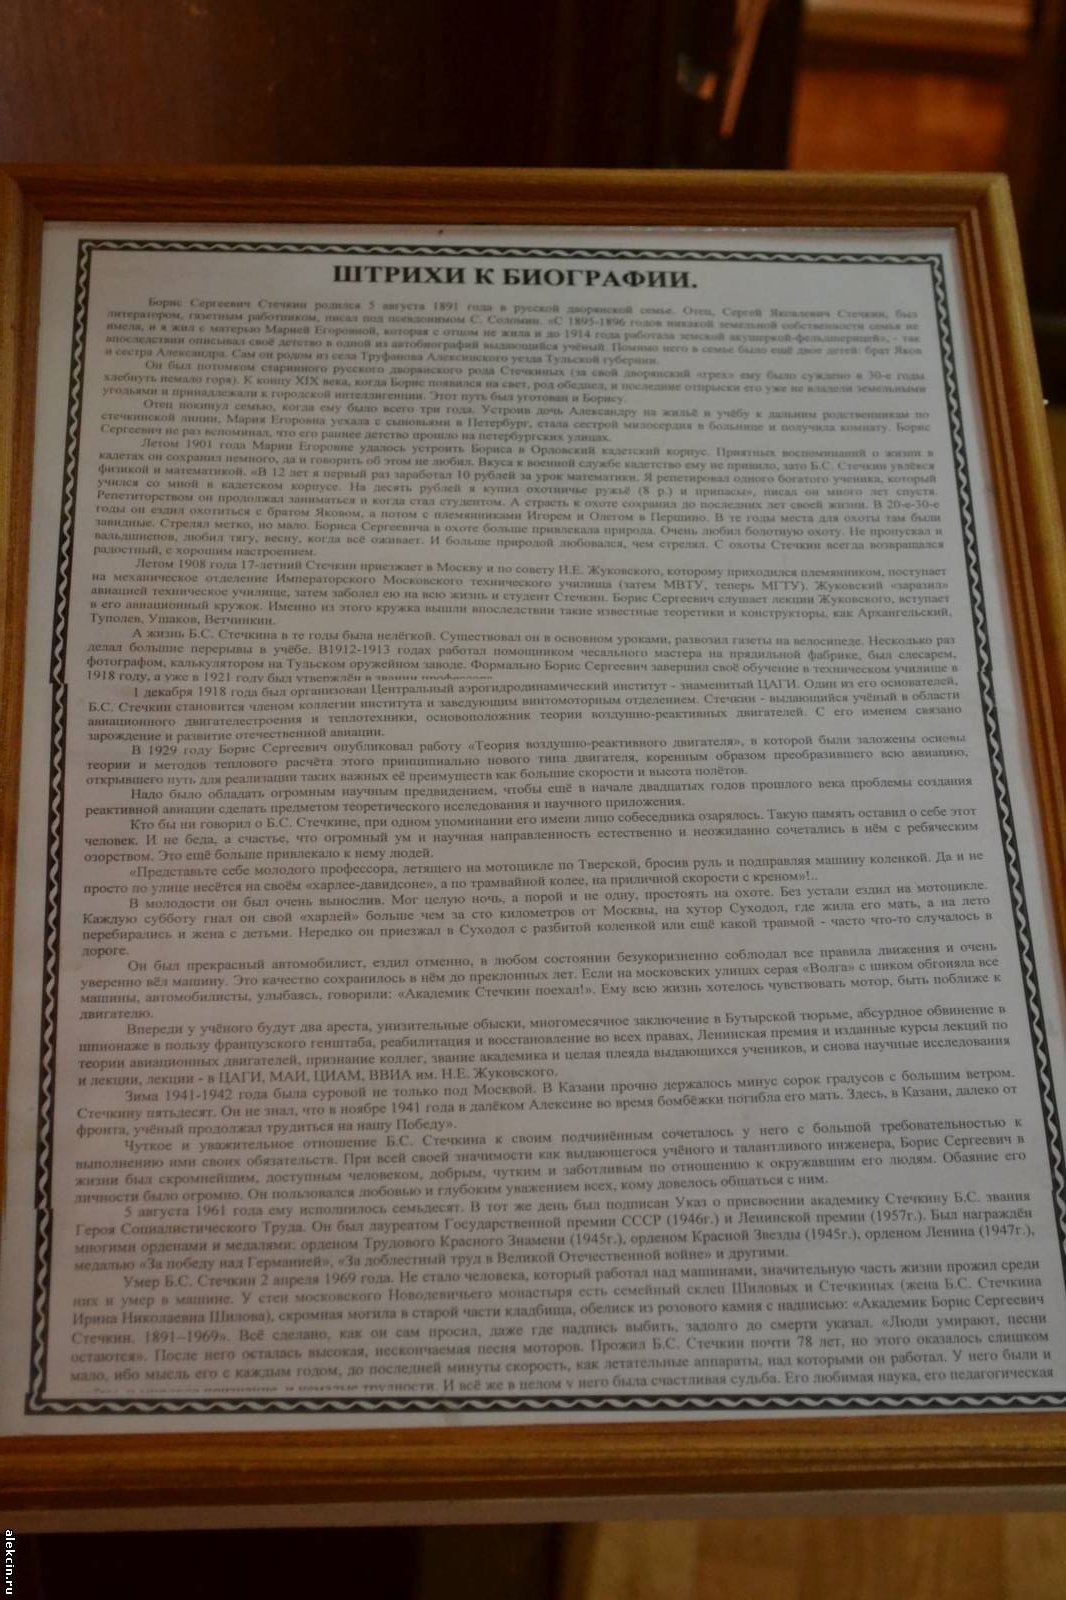 ШТРИХИ К БИОГРАФИИ.
Борис Сергеевич Стечкин родился 5 августа 1891 года в русской дворянской семье. Отец, Сергей Яковлевич Стечкин, был
литератором, газетным работником, писал под псевдонимом С. Соломин. «С 1895-1896 годов никакой земельной собственности семья не
имела, и я жил с матерью Марией Егоровной, которая с отцом не жила и до 1914 года работала земской акушеркой-фельдшерицей», - так
впоследствии описывал своё детство в одной из автобиографий выдающийся учёный. Помимо него в семье было ещё двое детей: брат Яков
и сестра Александра. Сам он родом из села Труфанова Алексинского уезда Тульской губернии.
Он был потомком старинного русского дворянского рода Стечкиных (за свой дворянский «грех» ему было суждено в 30-е годы
хлебнуть немало горя). К концу XIX века, когда Борис появился на свет, род обеднел, и последние отпрыски его уже не владели земельными
угодьями и принадлежали к городской интеллигенции. Этот путь был уготован и Борису.
Отец покинул семью, когда ему было всего три года. Устроив дочь Александру на жильё и учёбу к дальним родственникам по
стечкинской линии, Мария Егоровна уехала с сыновьями в Петербург, стала сестрой милосердия в больнице и получила комнату. Борис
Сергеевич не раз вспоминал, что его раннее детство прошло на петербургских улицах.
Летом 1901 года Марии Егоровне удалось устроить Бориса в Орловский кадетский корпус. Приятных воспоминаний о жизни в
кадетах он сохранил немного, да и говорить об этом не любил. Вкуса к военной службе кадетство ему не привило, зато Б.С. Стечкин увлёкся
физикой и математикой. «В 12 лет я первый раз заработал 10 рублей за урок математики. Я репетировал одного богатого ученика, который
учился со мной в кадетском корпусе. На десять рублей я купил охотничье ружьё (8 р.) и припасы», писал он много лет спустя.
Репетиторством он продолжал заниматься и когда стал студентом. А страсть к охоте сохранил до последних лет своей жизни. В 20-е-30-е
годы он ездил охотиться с братом Яковом, а потом с племянниками Игорем и Олегом в Першино. В те годы места для охоты там были
завидные. Стрелял метко, но мало. Бориса Сергеевича в охоте больше привлекала природа. Очень любил болотную охоту. Не пропускал и
вальдшнепов, любил тягу, весну, когда всё оживает. И больше природой любовался, чем стрелял. С охоты Стечкин всегда возвращался
радостный, с хорошим настроением.
Летом 1908 года 17-летний Стечкин приезжает в Москву и по совету Н.Е. Жуковского, которому приходился племянником, поступает
на механическое отделение Императорского Московского технического училища (затем МВТУ, теперь МГТУ). Жуковский «заразил»
авиацией техническое училище, затем заболел ею на всю жизнь и студент Стечкин. Борис Сергеевич слушает лекции Жуковского, вступает
в его авиационный кружок. Именно из этого кружка вышли впоследствии такие известные теоретики и конструкторы, как Архангельский,
Туполев, Ушаков, Ветчинкин.
А жизнь Б.С. Стечкина в те годы была нелёгкой. Существовал он в основном уроками, развозил газеты на велосипеде. Несколько раз
делал большие перерывы в учёбе. В1912-1913 годах работал помощником чесального мастера на прядильной фабрике, был слесарем,
фотографом, калькулятором на Тульском оружейном заводе. Формально Борис Сергеевич завершил своё обучение в техническом училище в
1918 году, а уже в 1921 году был утверждён в звании
1 декабря 1918 года был организован Центральный аэрогидродинамический институт - знаменитый ЦАГИ. Один из его основателей,
Б.С. Стечкин становится членом коллегии института и заведующим винтомоторным отделением. Стечкин - выдающийся учёный в области
авиационного двигателестроения и теплотехники, основоположник теории воздушно-реактивных двигателей. С его именем связано
зарождение и развитие отечественной авиации.
В 1929 году Борис Сергеевич опубликовал работу «Теория воздушно-реактивного двигателя», в которой были заложены основы
теории и методов теплового расчёта этого принципиально нового типа двигателя, коренным образом преобразившего всю авиацию,
открывшего путь для реализации таких важных её преимуществ как большие скорости и высота полётов.
Надо было обладать огромным научным предвидением, чтобы ещё в начале двадцатых годов прошлого века проблемы создания
реактивной авиации сделать предметом теоретического исследования и научного приложения.
Кто бы ни говорил о Б.С. Стечкине, при одном упоминании его имени лицо собеседника озарялось. Такую память оставил о себе этот
человек. И не беда, а счастье, что огромный ум и научная направленность естественно и неожиданно сочетались в нём с ребяческим
озорством. Это ещё больше привлекало к нему людей.
«Представьте себе молодого профессора, летящего на мотоцикле по Тверской, бросив руль и подправляя машину коленкой. Да и не
просто по улице несётся на своём «харлее-давидсоне», а по трамвайной колее, на приличной скорости с креном»!..
В молодости он был очень вынослив. Мог целую ночь, а порой и не одну, простоять на охоте. Без устали ездил на мотоцикле.
Каждую субботу гнал он свой «харлей» больше чем за сто километров от Москвы, на хутор Суходол, где жила его мать, а на лето
перебирались и жена с детьми. Нередко он приезжал в Суходол с разбитой коленкой или ещё какой травмой - часто что-то случалось в
дороге.
Он был прекрасный автомобилист, ездил отменно, в любом состоянии безукоризненно соблюдал все правила движения и очень
уверенно вёл машину. Это качество сохранилось в нём до преклонных лет. Если на московских улицах серая «Волга» с шиком обгоняла все
машины, автомобилисты, улыбаясь, говорили: «Академик Стечкин поехал!». Ему всю жизнь хотелось чувствовать мотор, быть поближе к
двигателю.
Впереди у учёного будут два ареста, унизительные обыски, многомесячное заключение в Бутырской тюрьме, абсурдное обвинение в
шпионаже в пользу французского генштаба, реабилитация и восстановление во всех правах, Ленинская премия и изданные курсы лекций по
теории авиационных двигателей, признание коллег, звание академика и целая плеяда выдающихся учеников, и снова научные исследования
и лекции, лекции - в ЦАГИ, МАИ, ЦИАМ, ВВИА им. Н.Е. Жуковского.
Зима 1941-1942 года была суровой не только под Москвой. В Казани прочно держалось минус сорок градусов с большим ветром.
Стечкину пятьдесят. Он не знал, что в ноябре 1941 года в далёком Алексине во время бомбёжки погибла его мать. Здесь, в Казани, далеко от
фронта, учёный продолжал трудиться на нашу Победу».
Чуткое и уважительное отношение Б.С. Стечкина к своим подчинённым сочеталось у него с большой требовательностью к
выполнению ими своих обязательств. При всей своей значимости как выдающегося учёного и талантливого инженера, Борис Сергеевич в
жизни был скромнейшим, доступным человеком, добрым, чутким и заботливым по отношению к окружавшим его людям. Обаяние его
личности было огромно. Он пользовался любовью и глубоким уважением всех, кому довелось общаться с ним.
5 августа 1961 года ему исполнилось семьдесят. В тот же день был подписан Указ о присвоении академику Стечкину Б.С. звания
Героя Социалистического Труда. Он был лауреатом Государственной премии СССР (1946г.) и Ленинской премии (1957г.). Был награждён
многими орденами и медалями: орденом Трудового Красного Знамени (1945г.), орденом Красной Звезды (1945г.), орденом Ленина (1947г.),
медалью «За победу над Германией», «За доблестный труд в Великой Отечественной войне» и другими.
Умер Б.С. Стечкин 2 апреля 1969 года. Не стало человека, который работал над машинами, значительную часть жизни прожил среди
них и умер в машине. У стен московского Новодевичьего монастыря есть семейный склеп Шиловых и Стечкиных (жена Б.С. Стечкина
Ирина Николаевна Шилова), скромная могила в старой части кладбища, обелиск из розового камня с надписью: «Академик Борис Сергеевич
Стечкин. 1891–1969». Всё сделано, как он сам просил, даже где надпись выбить, задолго до смерти указал. «Люди умирают, песни
остаются». После него осталась высокая, нескончаемая песня моторов. Прожил Б.С. Стечкин почти 78 лет, но этого оказалось слишком
мало, ибо мысль его с каждым годом, до последней минуты скорость, как летательные аппараты, над которыми он работал. У него были и
признание, и немалые трудности. И всё же в целом у него была счастливая судьба. Его любимая наука, его педагогическая
alekcin.ru